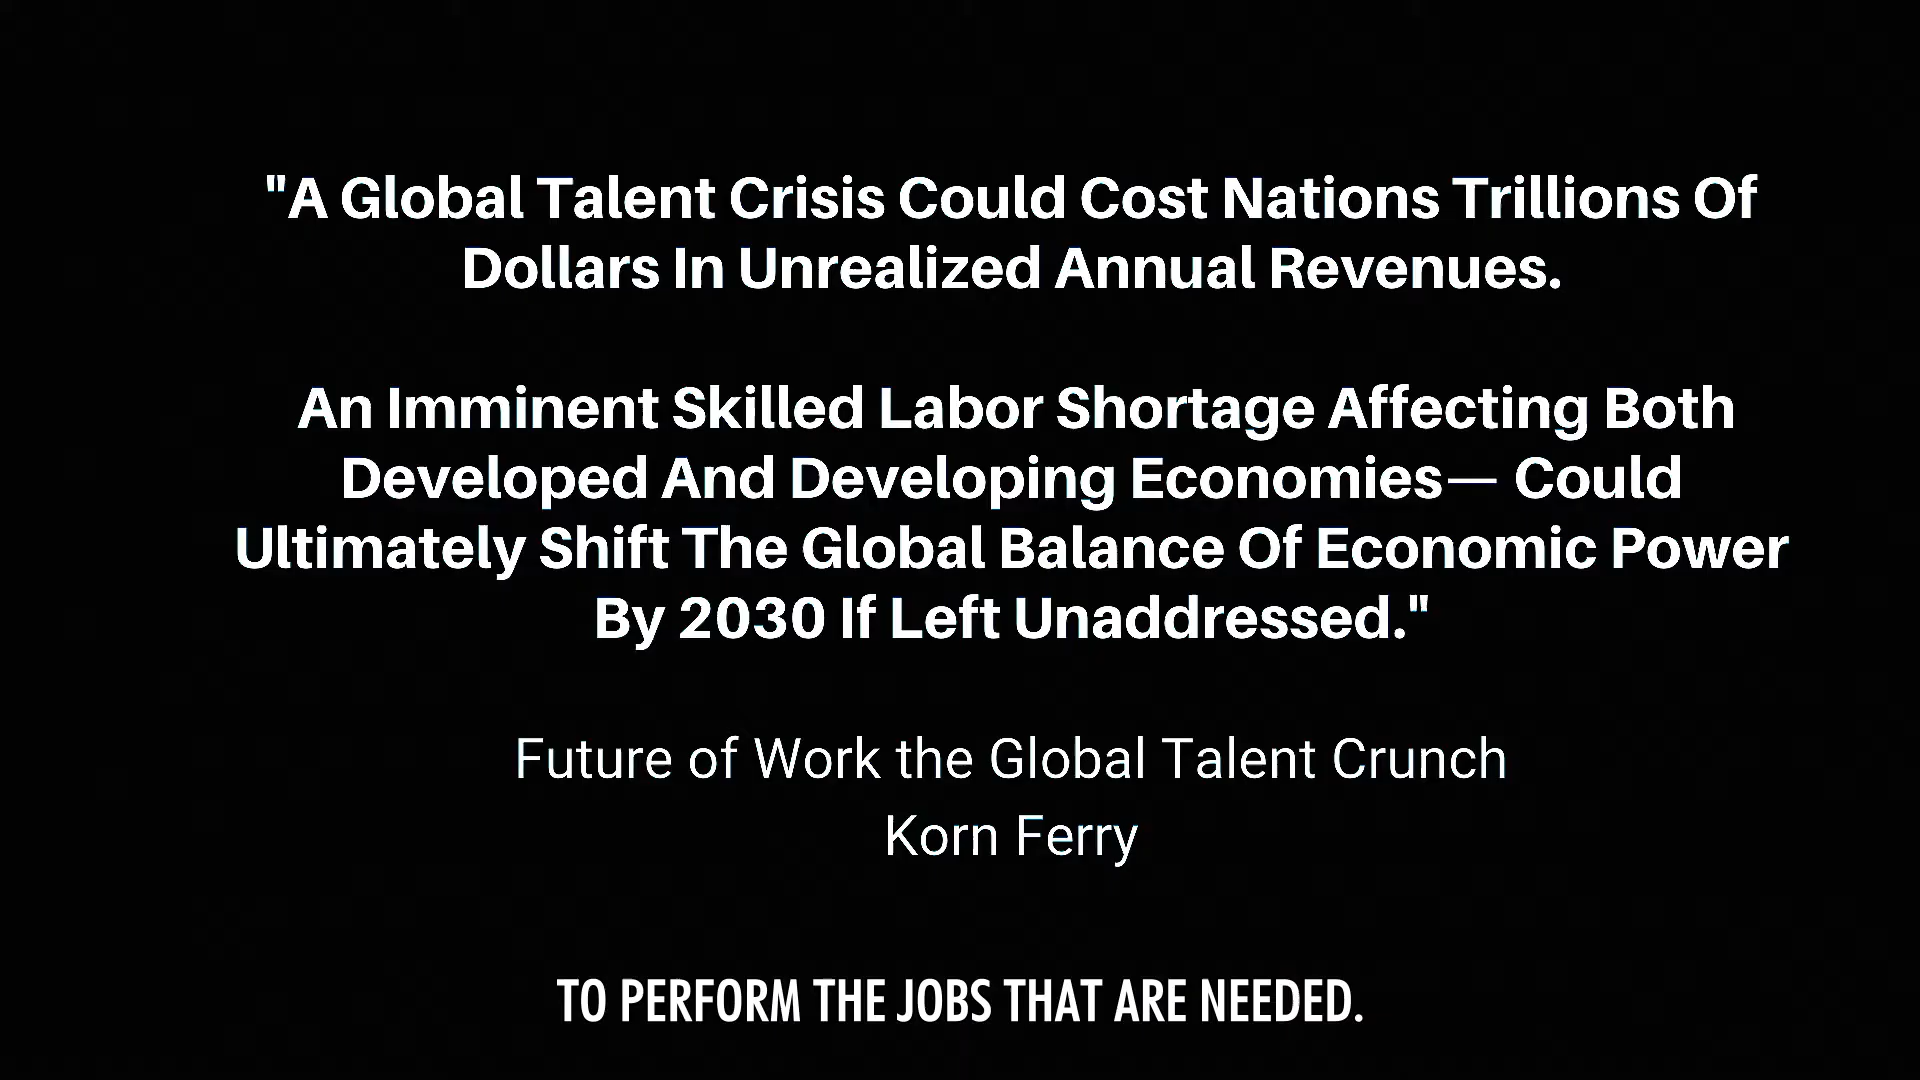 "A Global Talent Crisis Could Cost Nations Trillions Of
Dollars In Unrealized Annual Revenues.
An Imminent Skilled Labor Shortage Affecting Both
Developed And Developing Economies— Could
Ultimately Shift The Global Balance Of Economic Power
By 2030 If Left Unaddressed."
Future of Work the Global Talent Crunch
Korn Ferry
TO PERFORM THE JOBS THAT ARE NEEDED.